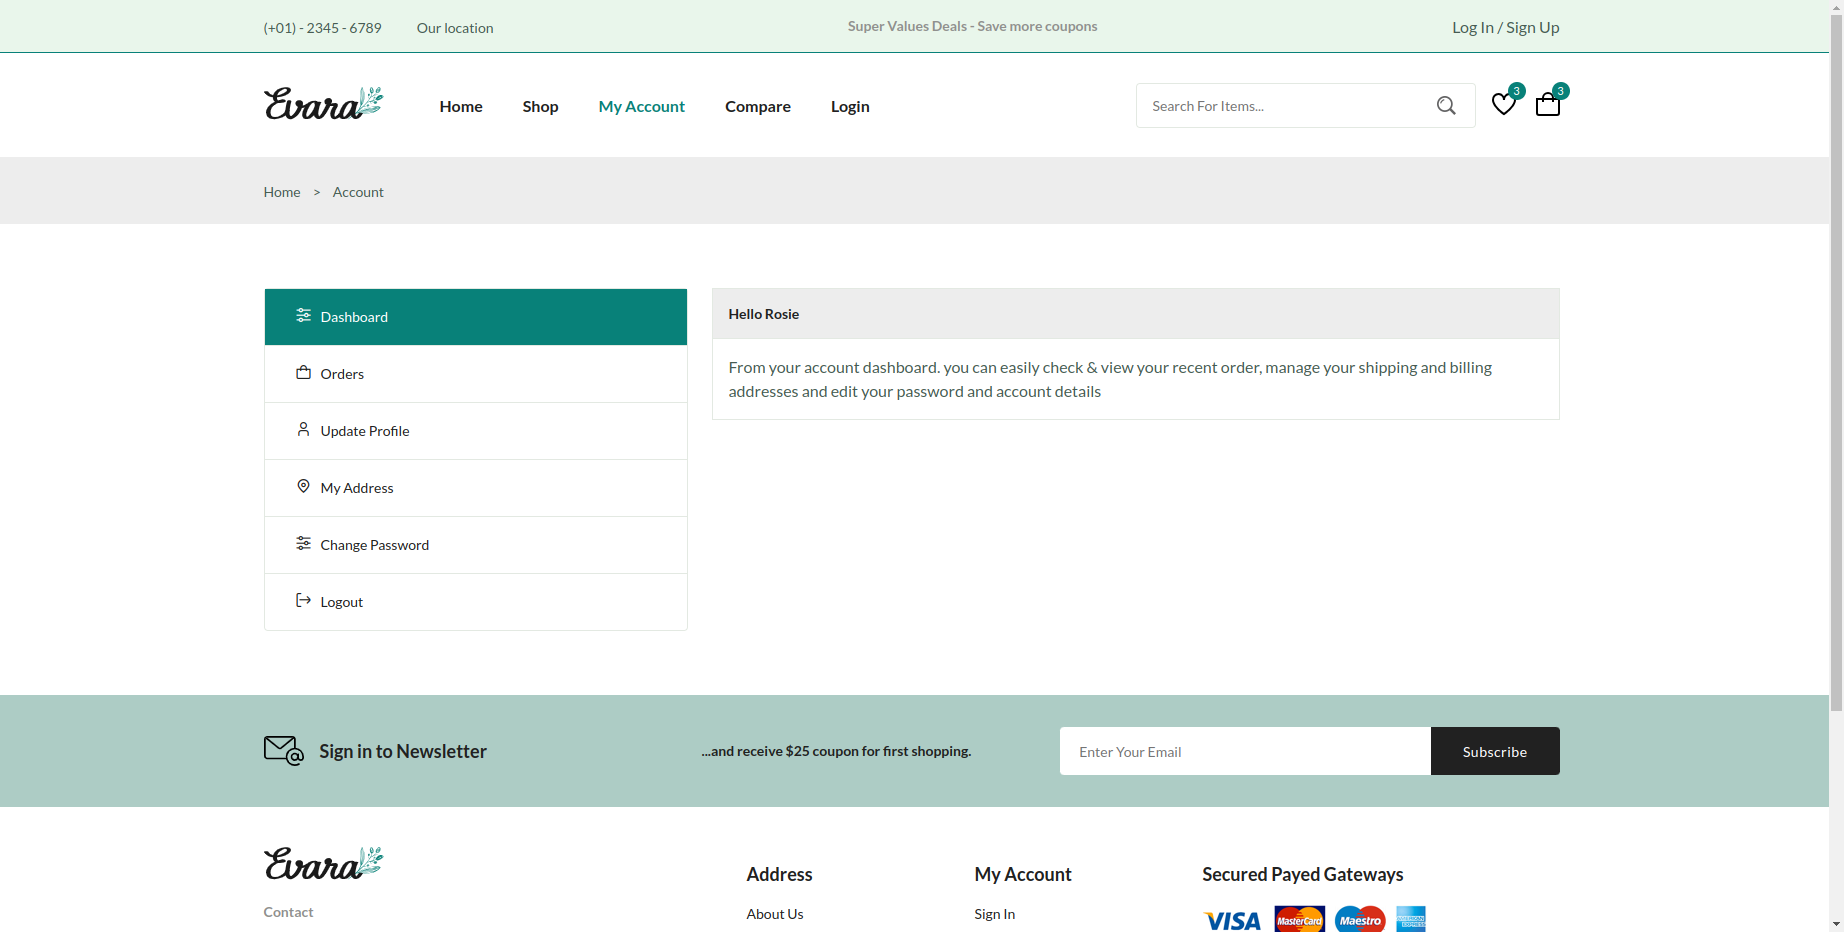 (+01) - 2345 - 6789 Our location Super Values Deals - Save more coupons Log In / Sign Up
Evara Home Shop My Account Compare Login Search For Items... 3 3
Home > Account
Dashboard
Orders
Update Profile
My Address
Change Password
Logout
Hello Rosie
From your account dashboard. you can easily check & view your recent order, manage your shipping and billing
addresses and edit your password and account details
Sign in to Newsletter ...and receive $25 coupon for first shopping. Enter Your Email Subscribe
Evara
Contact
Address
About Us
My Account
Sign In
Secured Payed Gateways
VISA MasterCard Maestro AMERICAN EXPRESS